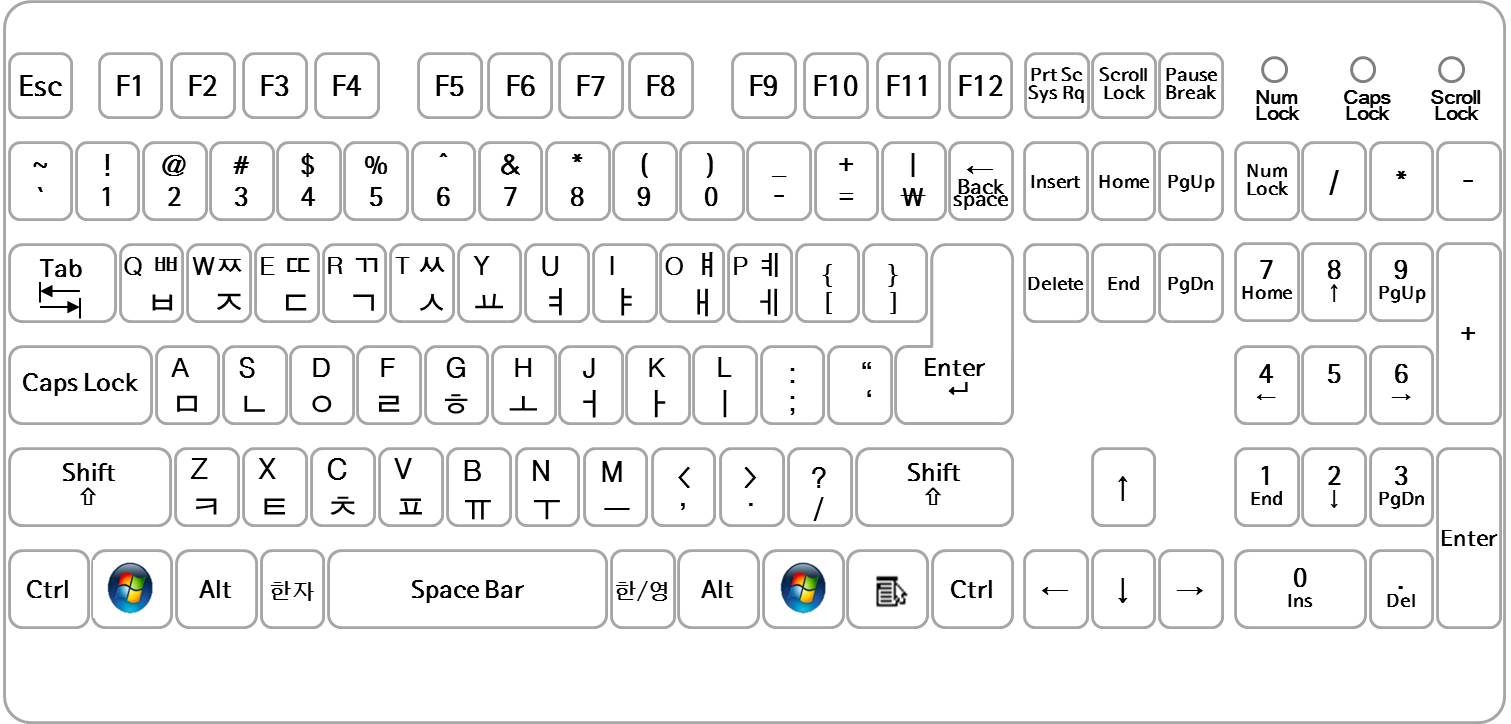 Esc F1 F2 F3 F4 F5 F6 F7 F8 F9 F10 F11 F12 Prt Sc Scroll Pause
Sys Rq Lock Break
Num Caps Scroll
Lock Lock Lock
~ ! @ # $ % ˆ & * ( ) _ + | ←
` 1 2 3 4 5 6 7 8 9 0 - = ₩ Back
space
Insert Home PgUp Num / * -
Lock
Tab Q ㅃ W ㅉ E ㄸ R ㄲ T ㅆ Y U I O ㅒ P ㅖ { }
ㅂ ㅈ ㄷ ㄱ ㅅ ㅛ ㅕ ㅑ ㅐ ㅔ [ ]
Delete End PgDn 7 8 9 +
Home ↑ PgUp
Caps Lock A S D F G H J K L : “ Enter
ㅁ ㄴ ㅇ ㄹ ㅎ ㅗ ㅓ ㅏ ㅣ ; ‘ ↵
4 5 6
← →
Shift Z X C V B N M < > ? Shift
⇧ ㅋ ㅌ ㅊ ㅍ ㅠ ㅜ ㅡ , . / ⇧
↑ 1 2 3 Enter
End ↓ PgDn
Ctrl Alt 한자 Space Bar 한/영 Alt Ctrl ← ↓ → 0 .
Ins Del